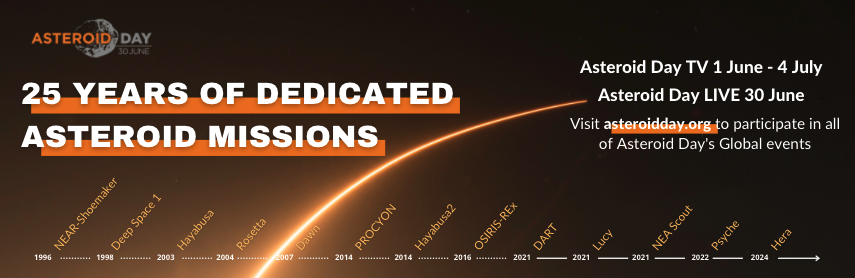 ASTEROID DAY
30 JUNE
25 YEARS OF DEDICATED
ASTEROID MISSIONS
Asteroid Day TV 1 June - 4 July
Asteroid Day LIVE 30 June
Visit asteroidday.org to participate in all
of Asteroid Day's Global events
NEAR-Shoemaker
Deep Space 1
Hayabusa
Rosetta
Dawn
PROCYON
Hayabusa2
OSIRIS-REx
DART
Lucy
NEA Scout
Psyche
Hera
1996 1998 2003 2004 2007 2014 2014 2016 2021 2021 2021 2022 2024